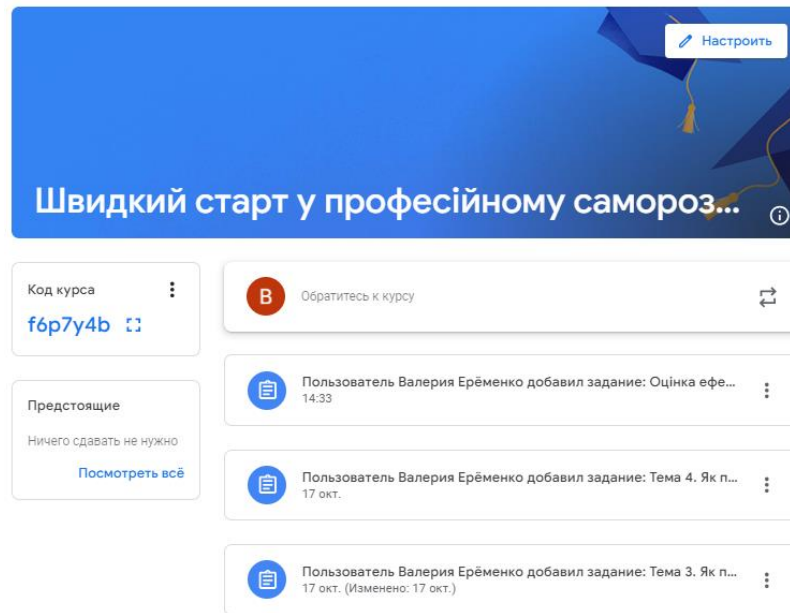 Настроить
Швидкий старт у професійному самороз...
Код курса
f6p7y4b
Предстоящие
Ничего сдавать не нужно
Посмотреть всё
В
Обратитесь к курсу
Пользователь Валерия Ерёменко добавил задание: Оцінка ефе...
14:33
Пользователь Валерия Ерёменко добавил задание: Тема 4. Як п...
17 окт.
Пользователь Валерия Ерёменко добавил задание: Тема 3. Як п...
17 окт. (Изменено: 17 окт.)